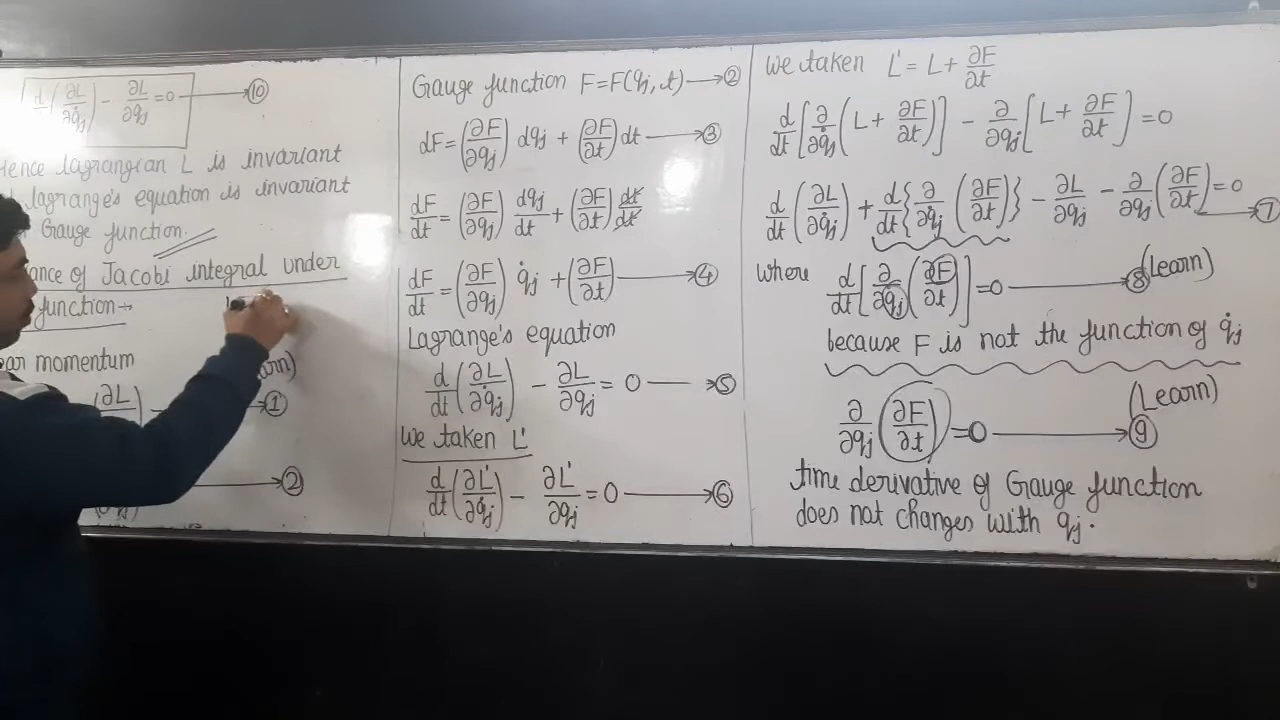 d/dt(∂L/∂q̇j) - ∂L/∂qj = 0 → ⑩
Hence lagrangian L is invariant
lagrange's equation is invariant
Gauge function.
ance of Jacobi integral under
function→
ar momentum
∂L
arn)
→ ①
→ ②
Gauge function F=F(qj,t) → ②
dF=(∂F/∂qj) dqj + (∂F/∂t)dt → ③
dF/dt=(∂F/∂qj) dqj/dt + (∂F/∂t) dt/dt
dF/dt=(∂F/∂qj) q̇j + (∂F/∂t) → ④
Lagrange's equation
d/dt(∂L/∂q̇j) - ∂L/∂qj = 0 → ⑤
We taken L'
d/dt(∂L'/∂q̇j) - ∂L'/∂qj = 0 → ⑥
We taken L' = L + ∂F/∂t
d/dt[∂/∂q̇j(L + ∂F/∂t)] - ∂/∂qj[L + ∂F/∂t] = 0
d/dt(∂L/∂q̇j) + d/dt{∂/∂q̇j(∂F/∂t)} - ∂L/∂qj - ∂/∂qj(∂F/∂t) = 0 → ⑦
where d/dt[∂/∂q̇j(∂F/∂t)] = 0 → ⑧ (Learn)
because F is not the function of q̇j
∂/∂qj(∂F/∂t) = 0 → ⑨ (Learn)
time derivative of Gauge function
does not changes with qj.